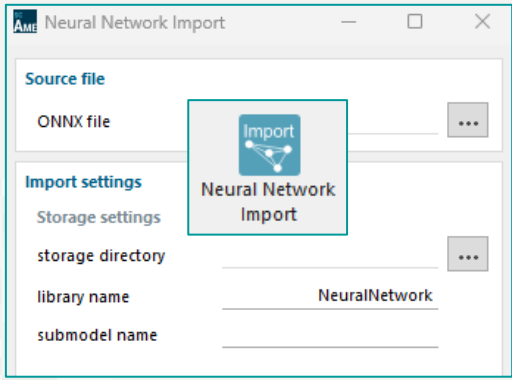 SC
AME Neural Network Import
Source file
ONNX file
...
Import
Neural Network
Import
Import settings
Storage settings
storage directory
...
library name NeuralNetwork
submodel name